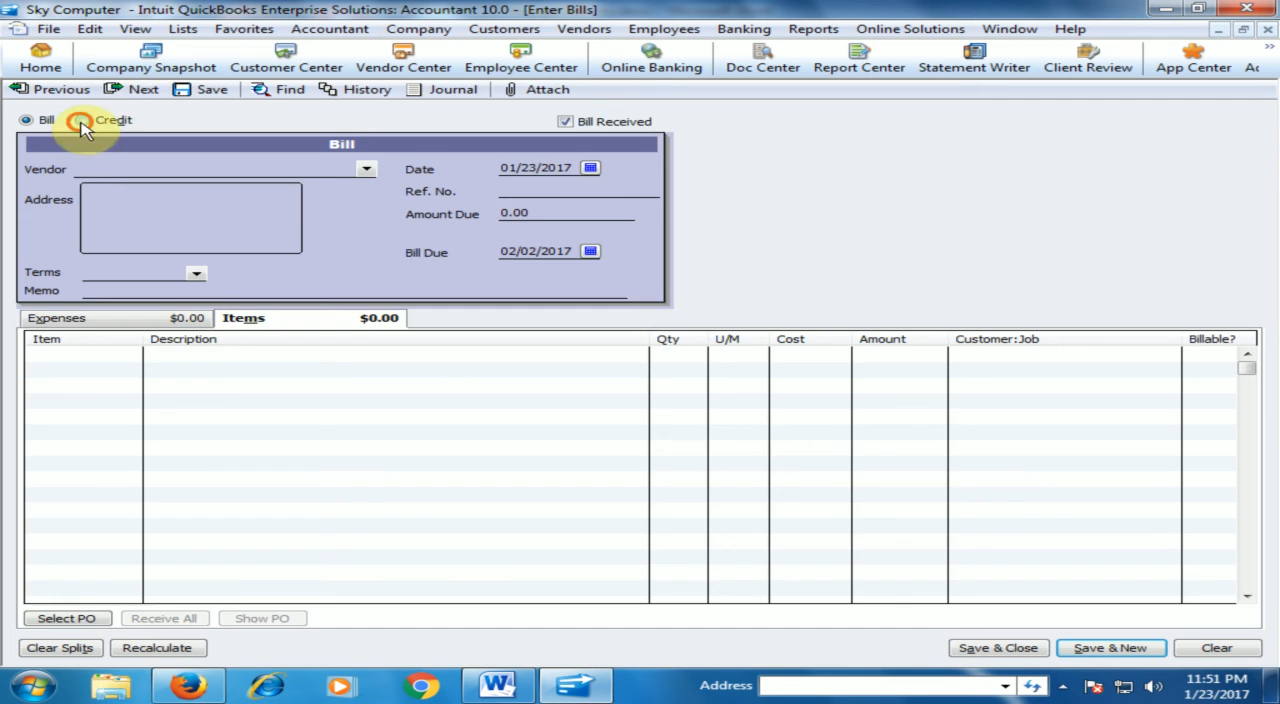 Sky Computer - Intuit QuickBooks Enterprise Solutions: Accountant 10.0 - [Enter Bills]
File Edit View Lists Favorites Accountant Company Customers Vendors Employees Banking Reports Online Solutions Window Help
Home Company Snapshot Customer Center Vendor Center Employee Center Online Banking Doc Center Report Center Statement Writer Client Review App Center Ac
Previous Next Save Find History Journal Attach
Bill Credit Bill Received
Bill
Vendor Date 01/23/2017
Ref. No.
Address
Amount Due 0.00
Bill Due 02/02/2017
Terms
Memo
Expenses $0.00 Items $0.00
Item Description Qty U/M Cost Amount Customer:Job Billable?
Select PO Receive All Show PO
Clear Splits Recalculate Save & Close Save & New Clear
Address 11:51 PM
1/23/2017